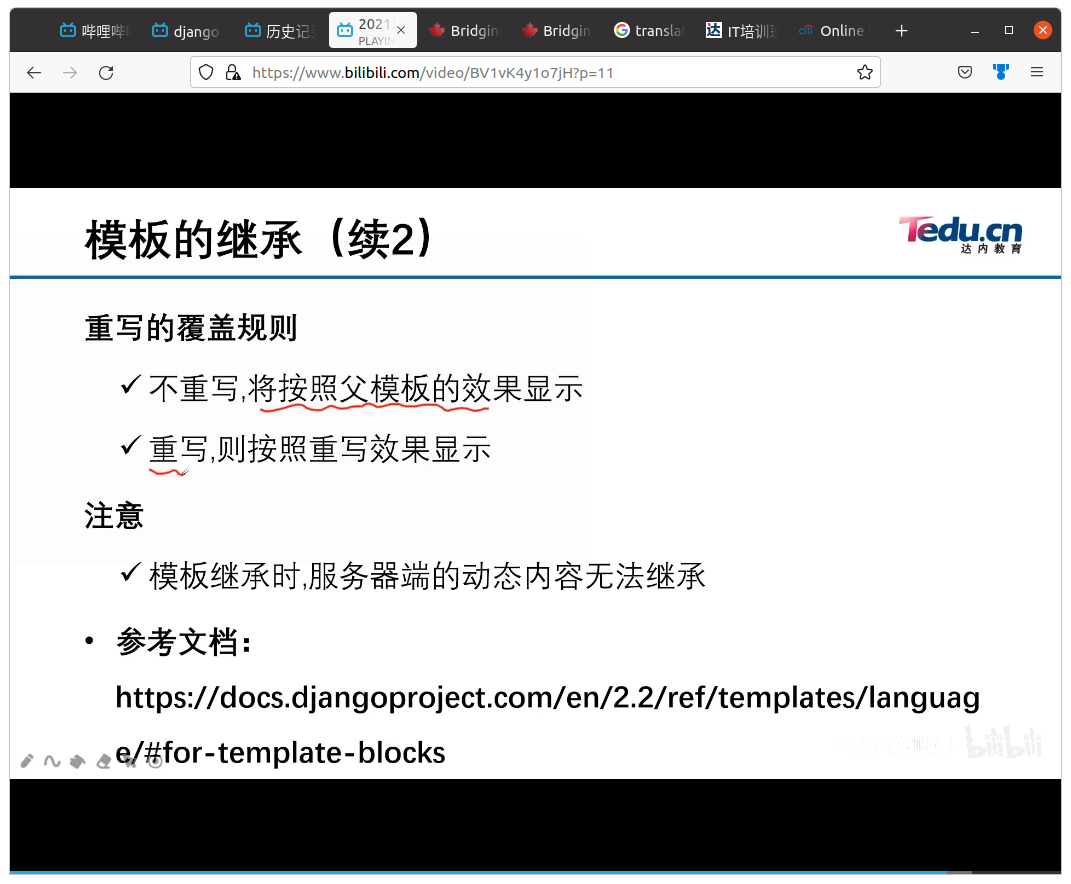 哔哩哔
django
历史记
2021
PLAYIN
Bridgin
Bridgin
transla
IT培训
citi
Online
https://www.bilibili.com/video/BV1vK4y1o7jH?p=11
模板的继承（续2）
Tedu.cn
达内教育
重写的覆盖规则
✓ 不重写,将按照父模板的效果显示
✓ 重写,则按照重写效果显示
注意
✓ 模板继承时,服务器端的动态内容无法继承
• 参考文档：
https://docs.djangoproject.com/en/2.2/ref/templates/languag
e/#for-template-blocks
bilibili